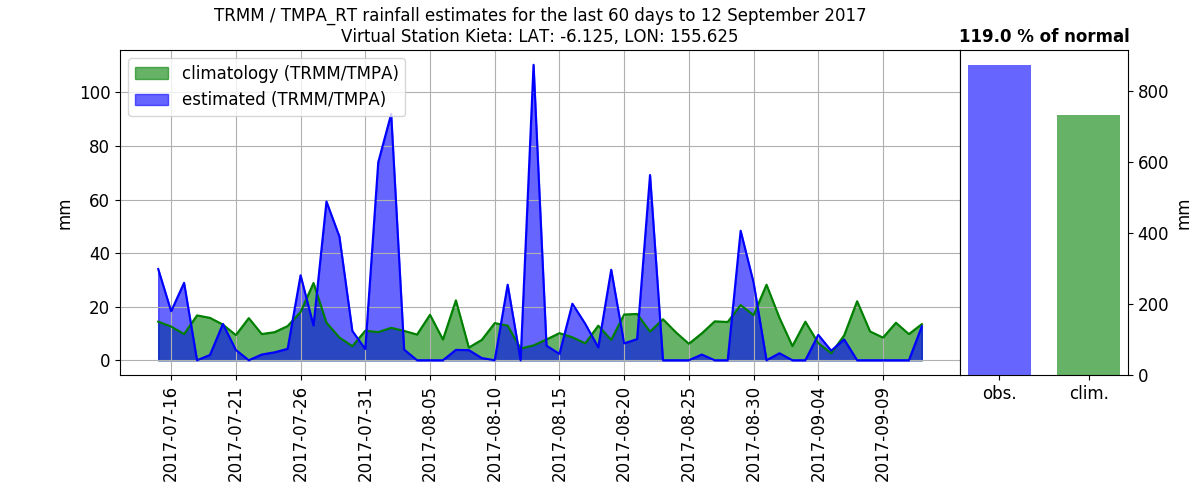 TRMM / TMPA_RT rainfall estimates for the last 60 days to 12 September 2017
Virtual Station Kieta: LAT: -6.125, LON: 155.625
119.0 % of normal
climatology (TRMM/TMPA)
estimated (TRMM/TMPA)
mm
100
80
60
40
20
0
2017-07-16
2017-07-21
2017-07-26
2017-07-31
2017-08-05
2017-08-10
2017-08-15
2017-08-20
2017-08-25
2017-08-30
2017-09-04
2017-09-09
800
600
400
200
0
mm
obs.
clim.